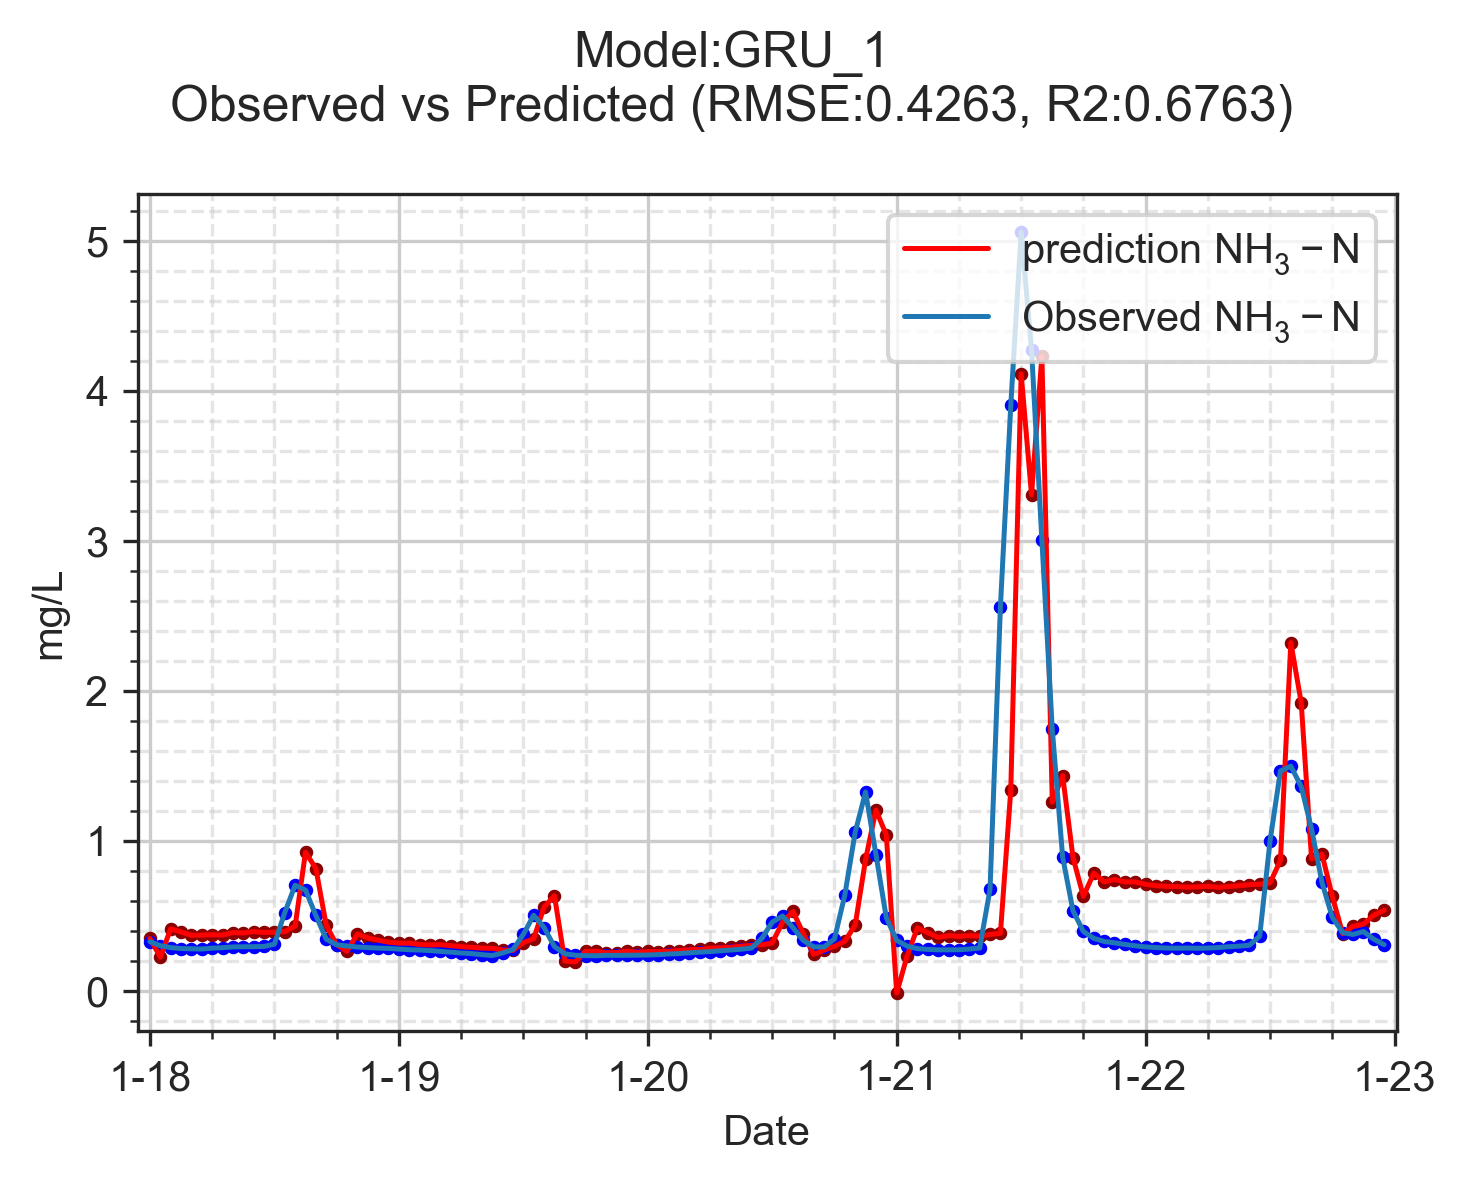 Model:GRU_1
Observed vs Predicted (RMSE:0.4263, R2:0.6763)
prediction NH₃ − N
Observed NH₃ − N
5
4
3
2
1
0
mg/L
1-18 1-19 1-20 1-21 1-22 1-23
Date